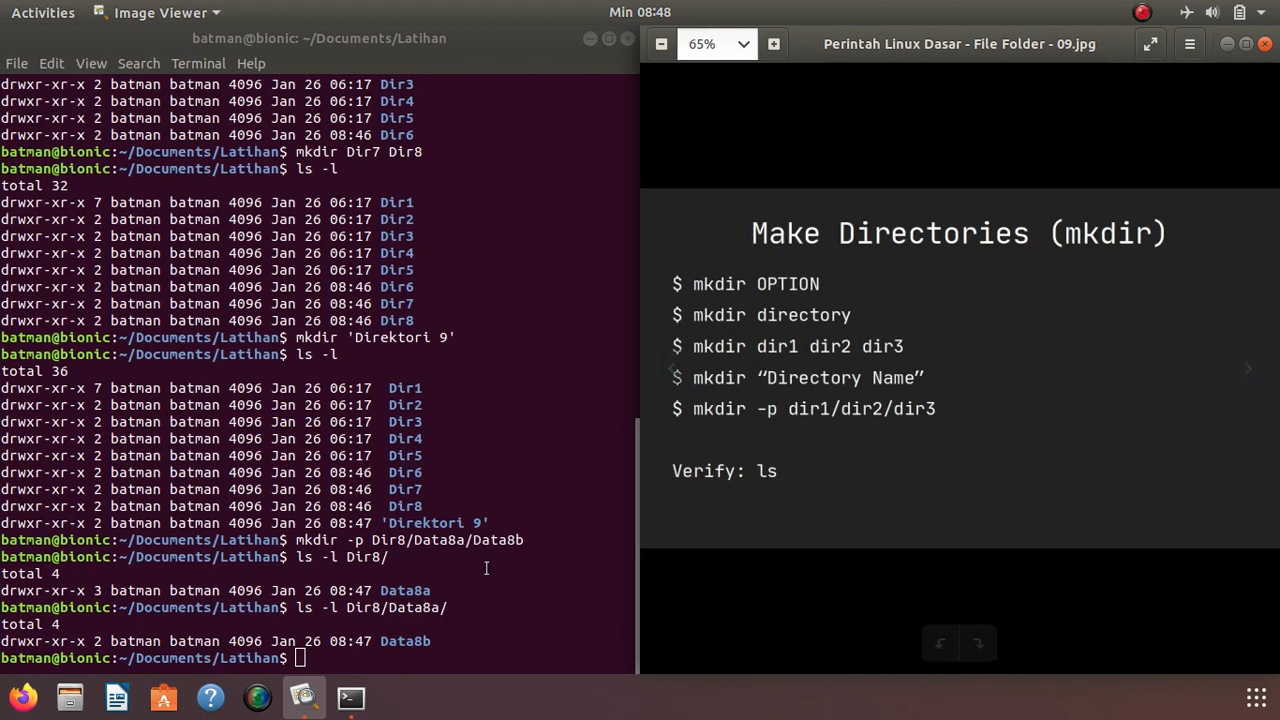 Activities
Image Viewer
Min 08:48
batman@bionic: ~/Documents/Latihan
File Edit View Search Terminal Help
drwxr-xr-x 2 batman batman 4096 Jan 26 06:17 Dir3
drwxr-xr-x 2 batman batman 4096 Jan 26 06:17 Dir4
drwxr-xr-x 2 batman batman 4096 Jan 26 06:17 Dir5
drwxr-xr-x 2 batman batman 4096 Jan 26 08:46 Dir6
batman@bionic:~/Documents/Latihan$ mkdir Dir7 Dir8
batman@bionic:~/Documents/Latihan$ ls -l
total 32
drwxr-xr-x 7 batman batman 4096 Jan 26 06:17 Dir1
drwxr-xr-x 2 batman batman 4096 Jan 26 06:17 Dir2
drwxr-xr-x 2 batman batman 4096 Jan 26 06:17 Dir3
drwxr-xr-x 2 batman batman 4096 Jan 26 06:17 Dir4
drwxr-xr-x 2 batman batman 4096 Jan 26 06:17 Dir5
drwxr-xr-x 2 batman batman 4096 Jan 26 08:46 Dir6
drwxr-xr-x 2 batman batman 4096 Jan 26 08:46 Dir7
drwxr-xr-x 2 batman batman 4096 Jan 26 08:46 Dir8
batman@bionic:~/Documents/Latihan$ mkdir 'Direktori 9'
batman@bionic:~/Documents/Latihan$ ls -l
total 36
drwxr-xr-x 7 batman batman 4096 Jan 26 06:17 Dir1
drwxr-xr-x 2 batman batman 4096 Jan 26 06:17 Dir2
drwxr-xr-x 2 batman batman 4096 Jan 26 06:17 Dir3
drwxr-xr-x 2 batman batman 4096 Jan 26 06:17 Dir4
drwxr-xr-x 2 batman batman 4096 Jan 26 06:17 Dir5
drwxr-xr-x 2 batman batman 4096 Jan 26 08:46 Dir6
drwxr-xr-x 2 batman batman 4096 Jan 26 08:46 Dir7
drwxr-xr-x 2 batman batman 4096 Jan 26 08:46 Dir8
drwxr-xr-x 2 batman batman 4096 Jan 26 08:47 'Direktori 9'
batman@bionic:~/Documents/Latihan$ mkdir -p Dir8/Data8a/Data8b
batman@bionic:~/Documents/Latihan$ ls -l Dir8/
total 4
drwxr-xr-x 3 batman batman 4096 Jan 26 08:47 Data8a
batman@bionic:~/Documents/Latihan$ ls -l Dir8/Data8a/
total 4
drwxr-xr-x 2 batman batman 4096 Jan 26 08:47 Data8b
batman@bionic:~/Documents/Latihan$
65%
Perintah Linux Dasar - File Folder - 09.jpg
Make Directories (mkdir)
$ mkdir OPTION
$ mkdir directory
$ mkdir dir1 dir2 dir3
$ mkdir “Directory Name”
$ mkdir -p dir1/dir2/dir3
Verify: ls